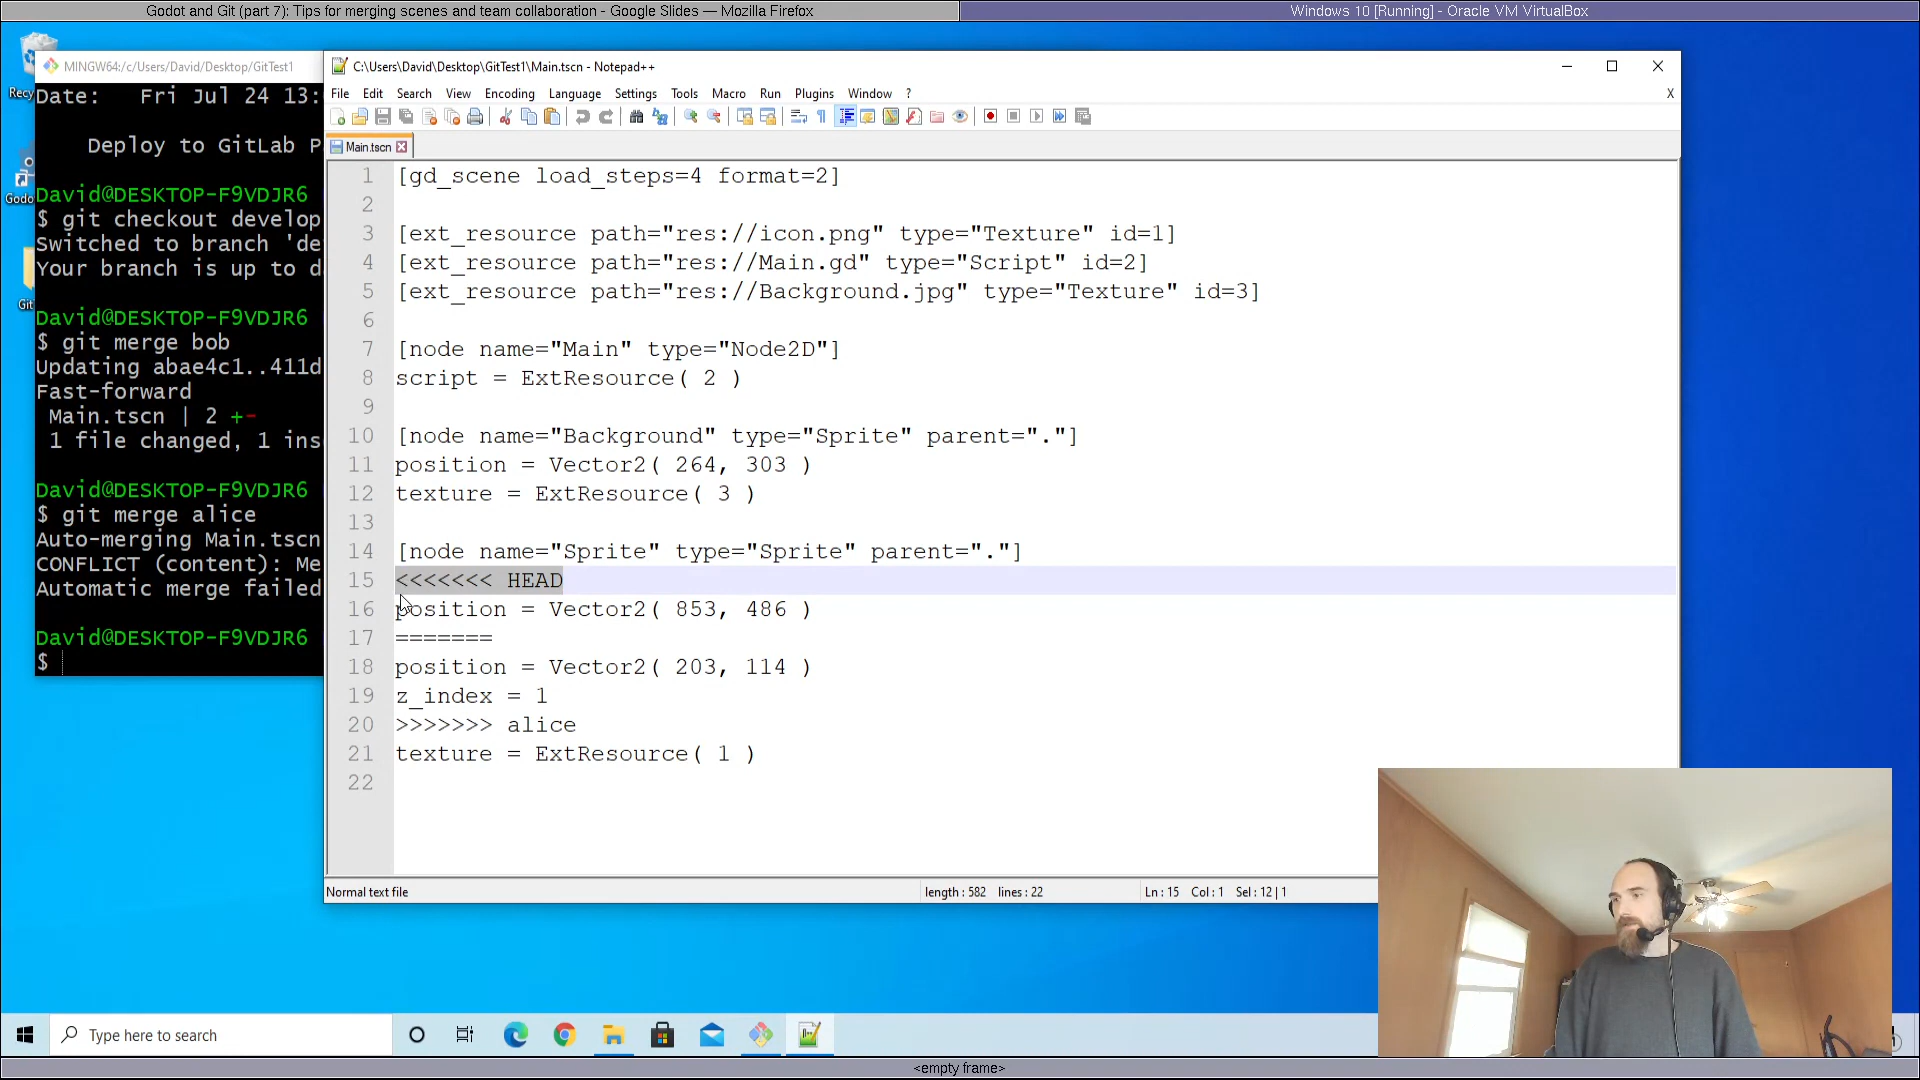 Godot and Git (part 7): Tips for merging scenes and team collaboration - Google Slides — Mozilla Firefox
Windows 10 [Running] - Oracle VM VirtualBox
Recy
Godo
Git
MINGW64:/c/Users/David/Desktop/GitTest1
Date:   Fri Jul 24 13:
Deploy to GitLab P
David@DESKTOP-F9VDJR6
$ git checkout develop
Switched to branch 'de
Your branch is up to d
David@DESKTOP-F9VDJR6
$ git merge bob
Updating abae4c1..411d
Fast-forward
Main.tscn | 2 +-
1 file changed, 1 ins
David@DESKTOP-F9VDJR6
$ git merge alice
Auto-merging Main.tscn
CONFLICT (content): Me
Automatic merge failed
David@DESKTOP-F9VDJR6
$
C:\Users\David\Desktop\GitTest1\Main.tscn - Notepad++
File Edit Search View Encoding Language Settings Tools Macro Run Plugins Window ? X
Main.tscn
1 [gd_scene load_steps=4 format=2]
2
3 [ext_resource path="res://icon.png" type="Texture" id=1]
4 [ext_resource path="res://Main.gd" type="Script" id=2]
5 [ext_resource path="res://Background.jpg" type="Texture" id=3]
6
7 [node name="Main" type="Node2D"]
8 script = ExtResource( 2 )
9
10 [node name="Background" type="Sprite" parent="."]
11 position = Vector2( 264, 303 )
12 texture = ExtResource( 3 )
13
14 [node name="Sprite" type="Sprite" parent="."]
15 <<<<<<< HEAD
16 position = Vector2( 853, 486 )
17 =======
18 position = Vector2( 203, 114 )
19 z_index = 1
20 >>>>>>> alice
21 texture = ExtResource( 1 )
22
Normal text file length : 582 lines : 22 Ln : 15 Col : 1 Sel : 12 | 1
Type here to search
<empty frame>